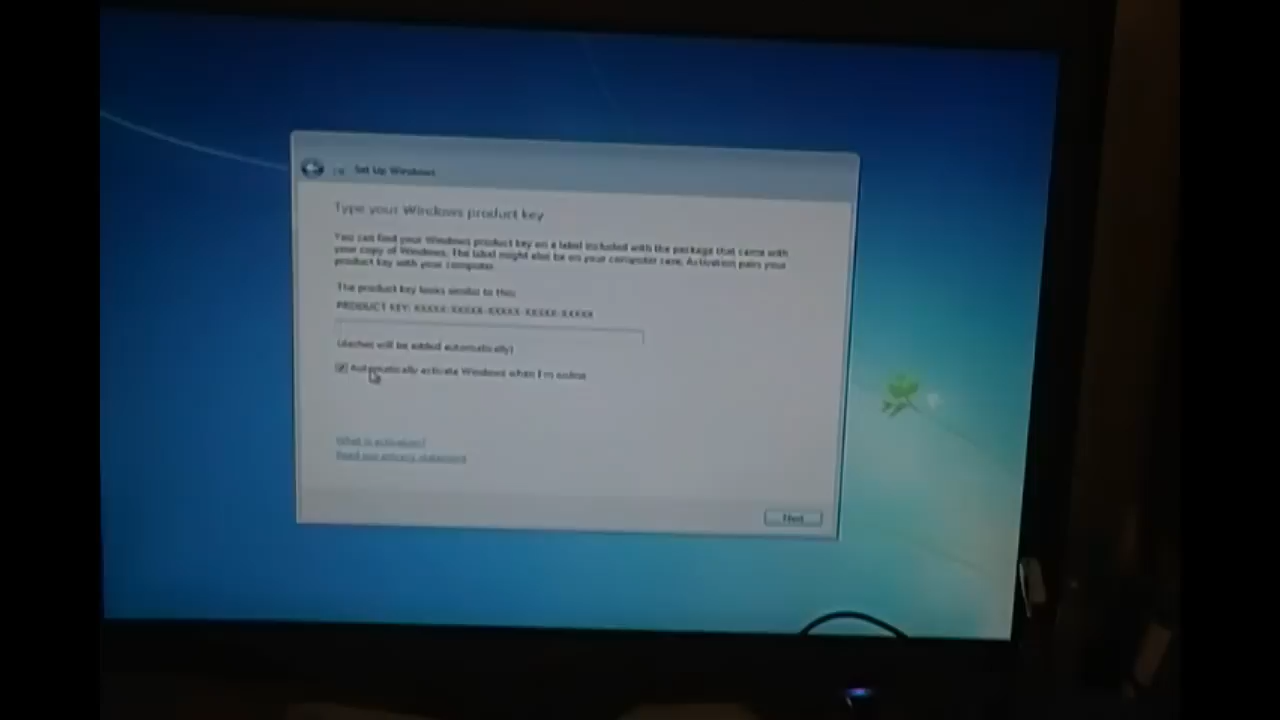 Set Up Windows
Type your Windows product key
You can find your Windows product key on a label included with the package that came with
your copy of Windows. The label might also be on your computer case. Activation pairs your
product key with your computer.
The product key looks similar to this:
PRODUCT KEY: XXXXX-XXXXX-XXXXX-XXXXX-XXXXX
(dashes will be added automatically)
Automatically activate Windows when I'm online
What is activation?
Read our privacy statement
Next